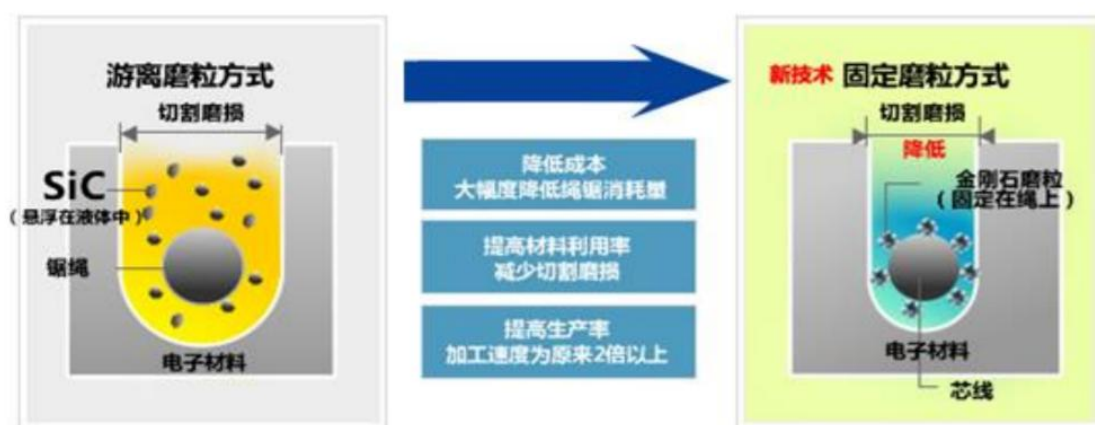 游离磨粒方式
切割磨损
SiC
（悬浮在液体中）
锯绳
电子材料
降低成本
大幅度降低绳锯消耗塑
提高材料利用率
减少切割磨损
提高生产率
加工速度为原来2倍以上
新技术 固定磨粒方式
切割磨损
降低
金刚石磨粒
（固定在绳上）
电子材料
芯线